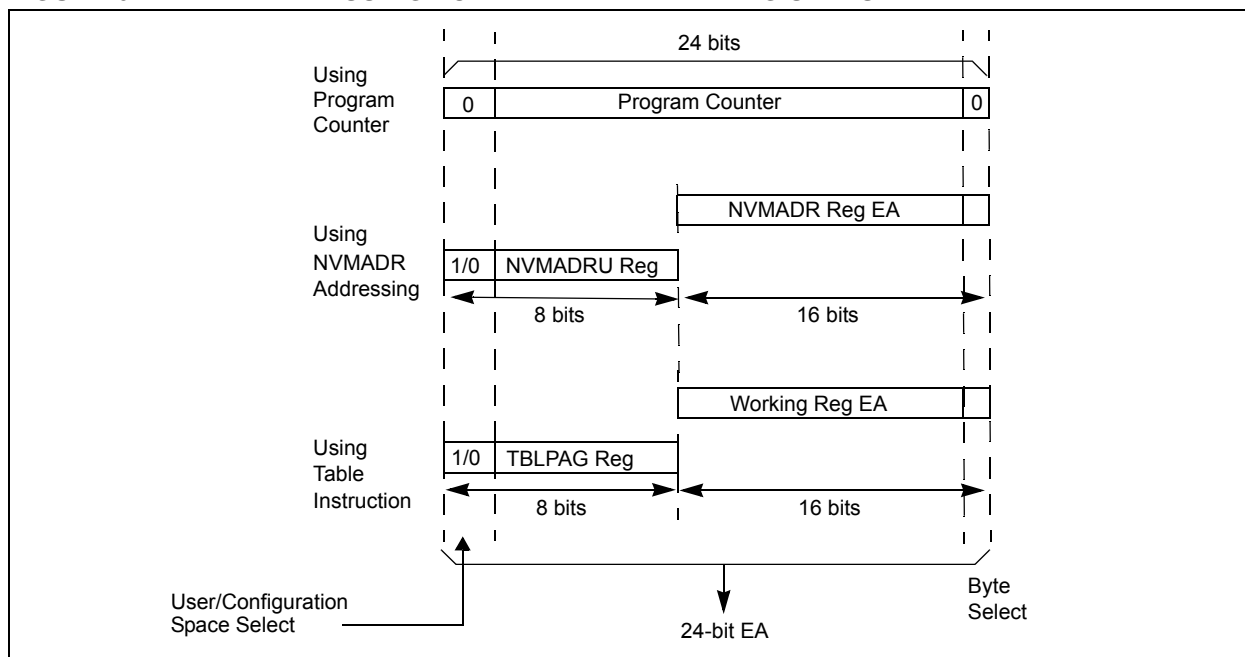 24 bits
Using
Program
Counter
0
Program Counter
0
NVMADR Reg EA
Using
NVMADR
Addressing
1/0
NVMADRU Reg
8 bits
16 bits
Working Reg EA
Using
Table
Instruction
1/0
TBLPAG Reg
8 bits
16 bits
User/Configuration
Space Select
24-bit EA
Byte
Select